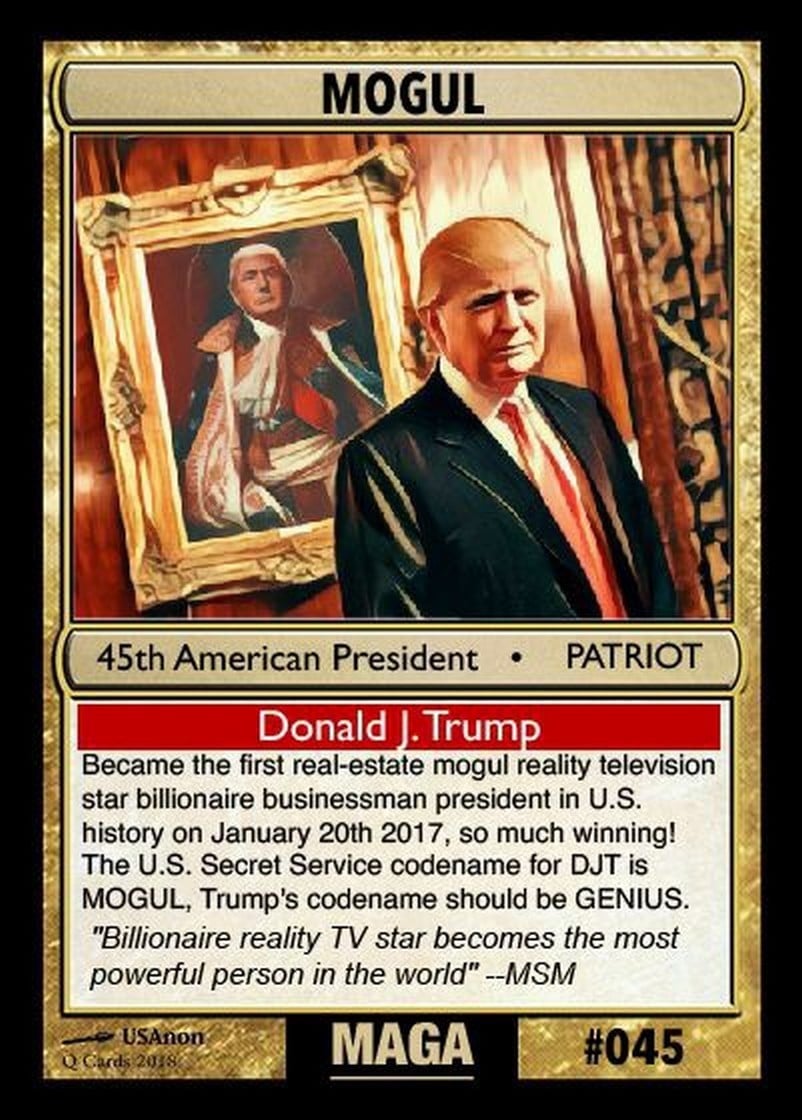 MOGUL
45th American President • PATRIOT
Donald J. Trump
Became the first real-estate mogul reality television
star billionaire businessman president in U.S.
history on January 20th 2017, so much winning!
The U.S. Secret Service codename for DJT is
MOGUL, Trump's codename should be GENIUS.
"Billionaire reality TV star becomes the most
powerful person in the world" --MSM
USAnon
Q Cards 2018
MAGA
#045